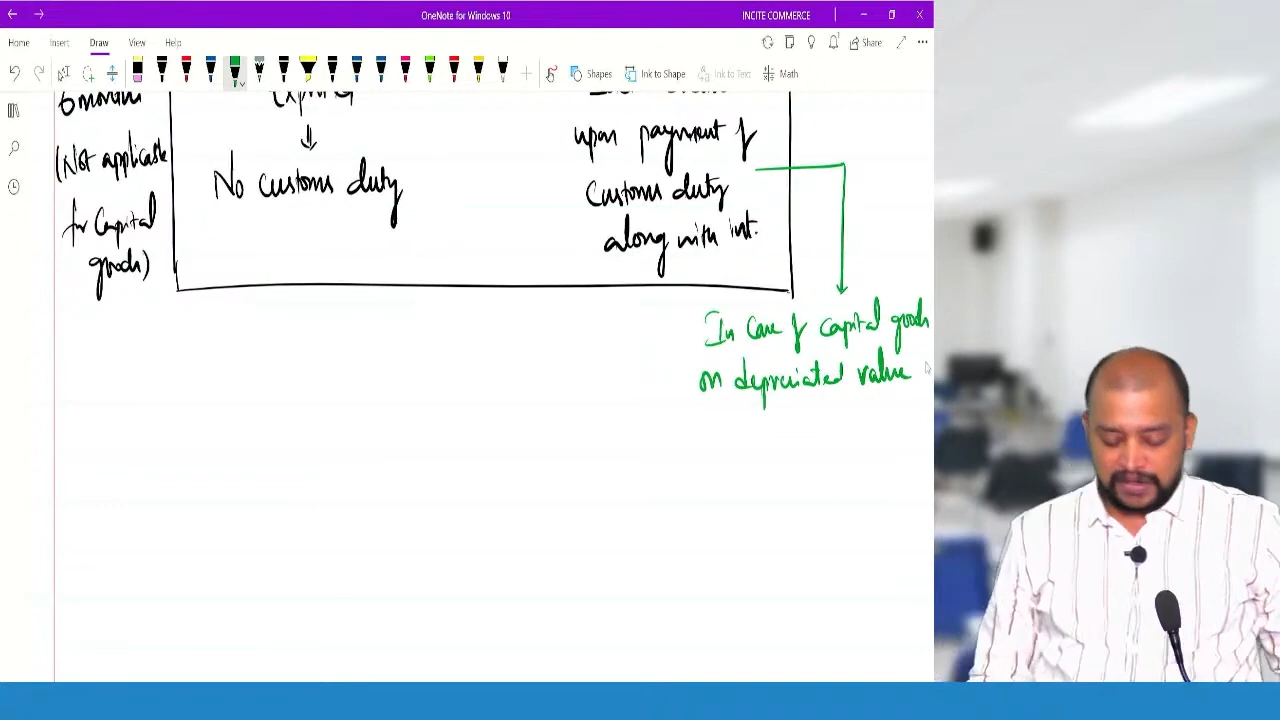 OneNote for Windows 10
INCITE COMMERCE
Home Insert Draw View Help
Share
Shapes
Ink to Shape
Ink to Text
Math
6 months
(Not applicable
for Capital
goods)
No customs duty
upon payment of
Customs duty
along with int.
In case of capital goods
on depreciated value